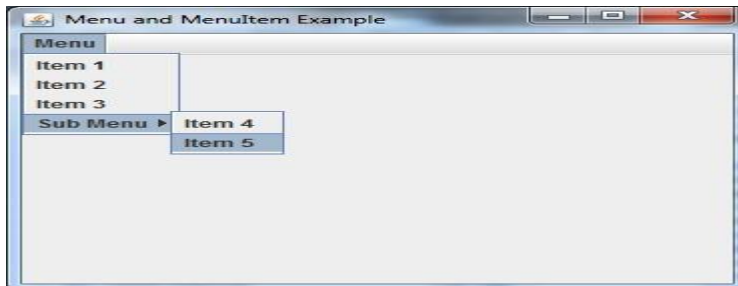 Menu and MenuItem Example
Menu
Item 1
Item 2
Item 3
Sub Menu
Item 4
Item 5